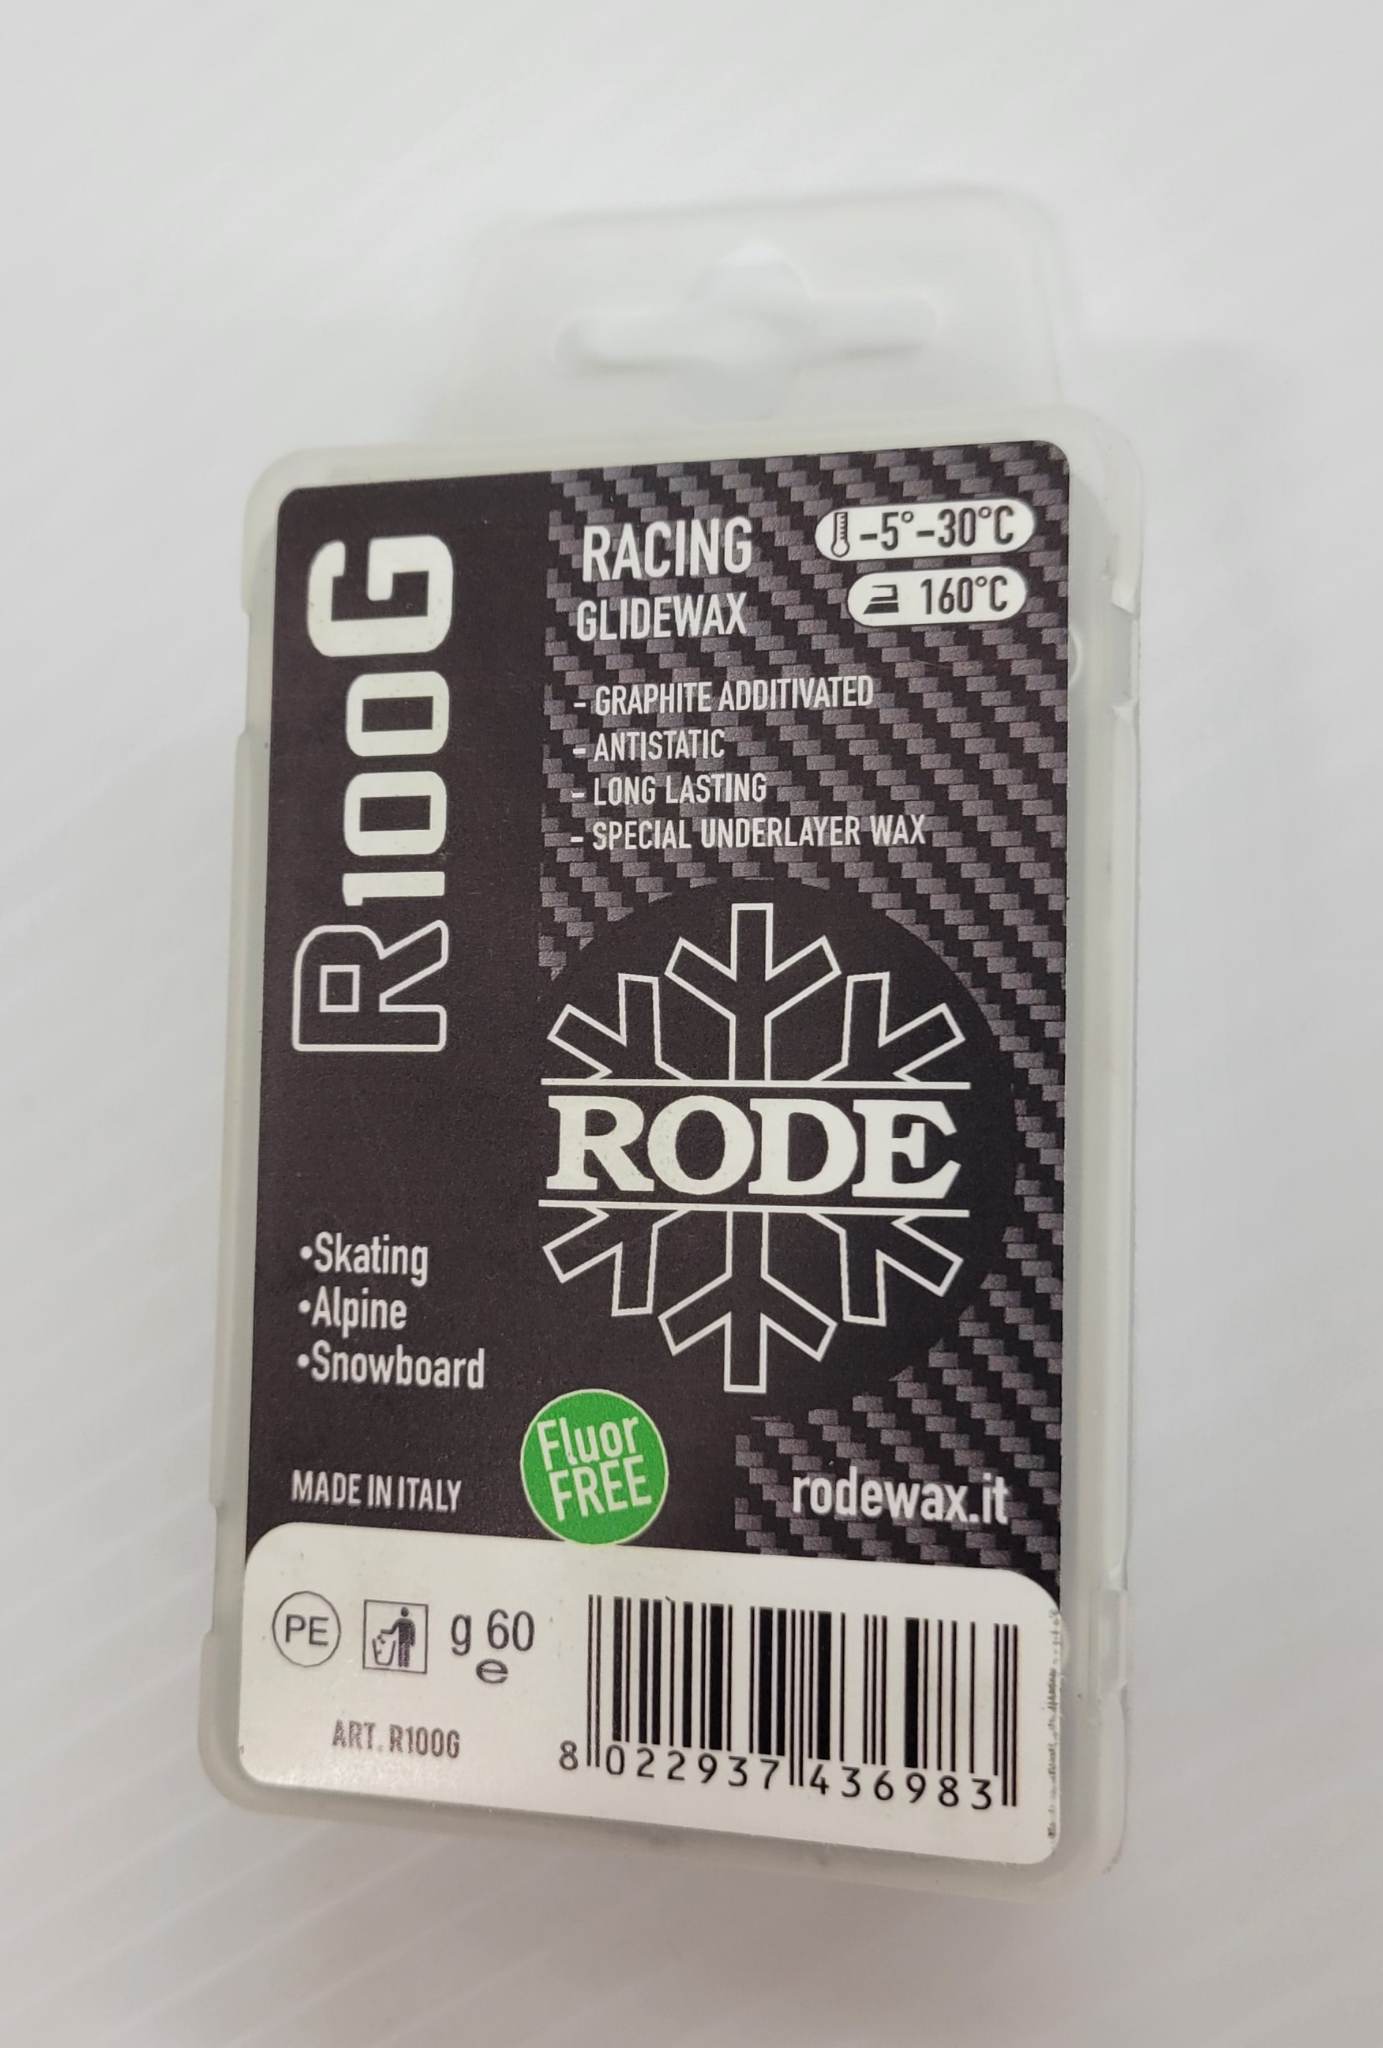 R100G
RACING
GLIDEWAX
-5°-30°C
160°C
- GRAPHITE ADDITIVATED
- ANTISTATIC
- LONG LASTING
- SPECIAL UNDERLAYER WAX
RODE
•Skating
•Alpine
•Snowboard
Fluor
FREE
MADE IN ITALY
rodewax.it
PE
g 60
e
ART. R100G
8 022937 436983